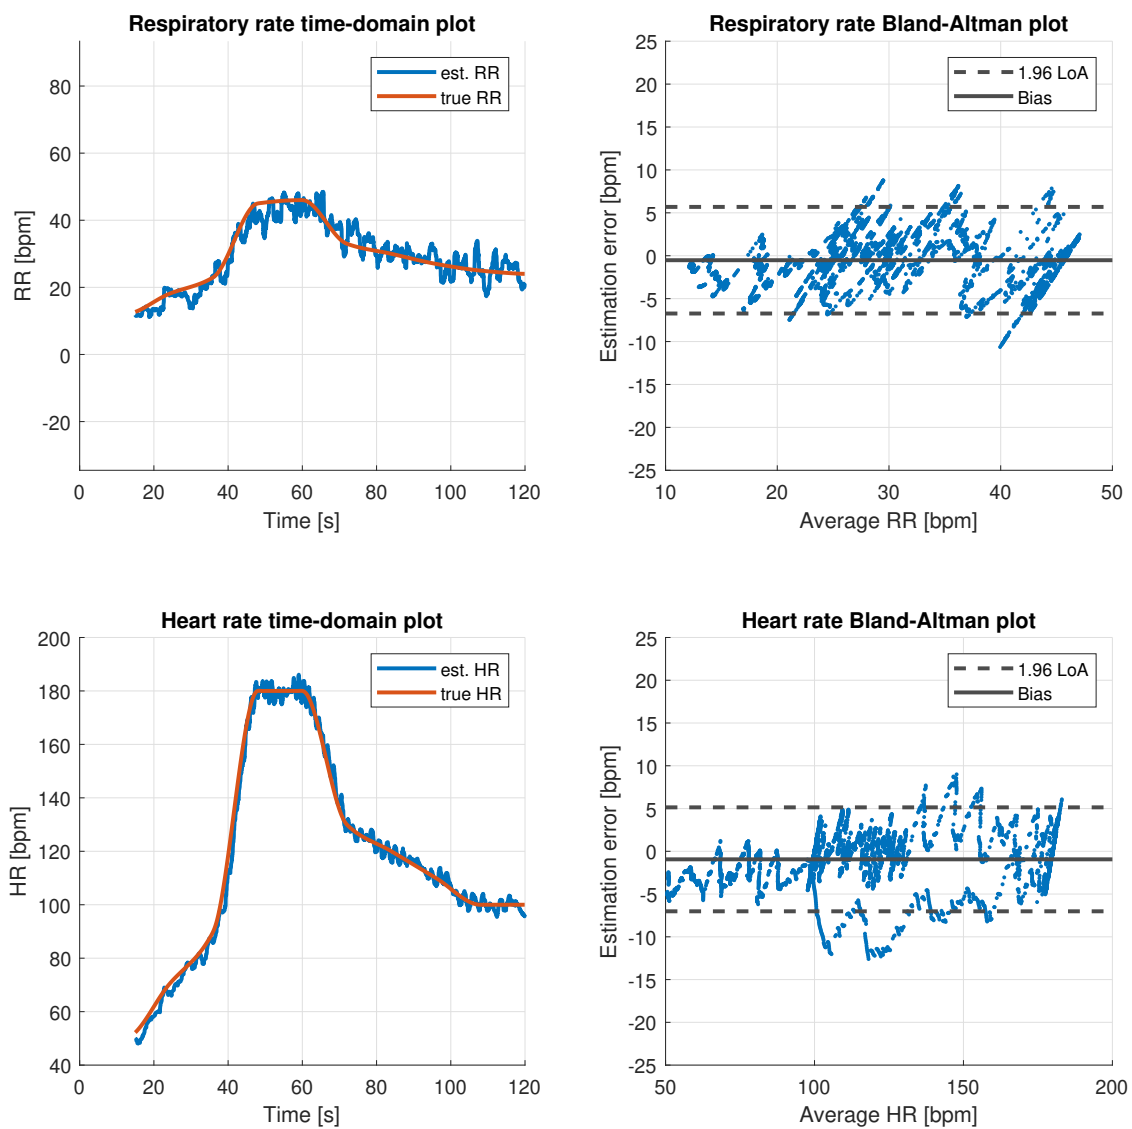 Respiratory rate time-domain plot
est. RR
true RR
RR [bpm]
80
60
40
20
0
-20
0 20 40 60 80 100 120
Time [s]
Respiratory rate Bland-Altman plot
1.96 LoA
Bias
Estimation error [bpm]
25
20
15
10
5
0
-5
-10
-15
-20
-25
10 20 30 40 50
Average RR [bpm]
Heart rate time-domain plot
est. HR
true HR
HR [bpm]
200
180
160
140
120
100
80
60
40
0 20 40 60 80 100 120
Time [s]
Heart rate Bland-Altman plot
1.96 LoA
Bias
Estimation error [bpm]
25
20
15
10
5
0
-5
-10
-15
-20
-25
50 100 150 200
Average HR [bpm]